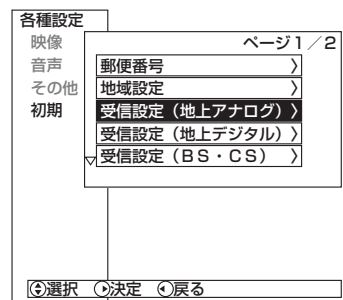 各種設定
映像
音声
その他
初期
ページ1／2
郵便番号 〉
地域設定 〉
受信設定（地上アナログ）〉
受信設定（地上デジタル）〉
受信設定（ＢＳ・ＣＳ） 〉
選択 決定 戻る